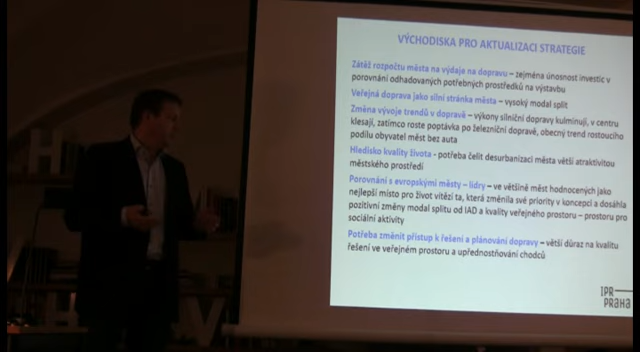 VÝCHODISKA PRO AKTUALIZACI STRATEGIE
Zátěž rozpočtu města na výdaje na dopravu – zejména únosnost investic v
porovnání odhadovaných potřebných prostředků na výstavbu
Veřejná doprava jako silní stránka města – vysoký modal split
Změna vývoje trendů v dopravě – výkony silniční dopravy kulminují, v centru
klesají, zatímco roste poptávka po železniční dopravě, obecný trend rostoucího
podílu obyvatel měst bez auta
Hledisko kvality života - potřeba čelit desurbanizaci města větší atraktivitou
městského prostředí
Porovnání s evropskými městy – lídry – ve většině měst hodnocených jako
nejlepší místo pro život vítězí ta, která změnila své priority v koncepci a dosáhla
pozitivní změny modal splitu od IAD a kvality veřejného prostoru – prostoru pro
sociální aktivity
Potřeba změnit přístup k řešení a plánování dopravy – větší důraz na kvalitu
řešení ve veřejném prostoru a upřednostňování chodců
IPR
PRAHA